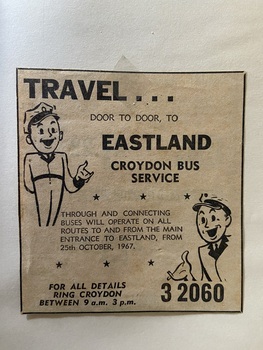 TRAVEL . . .
DOOR TO DOOR, TO
EASTLAND
CROYDON BUS
SERVICE
THROUGH AND CONNECTING
BUSES WILL OPERATE ON ALL
ROUTES TO AND FROM THE MAIN
ENTRANCE TO EASTLAND, FROM
25th OCTOBER, 1967.
FOR ALL DETAILS
RING CROYDON
BETWEEN 9 a.m. 3 p.m.
3 2060